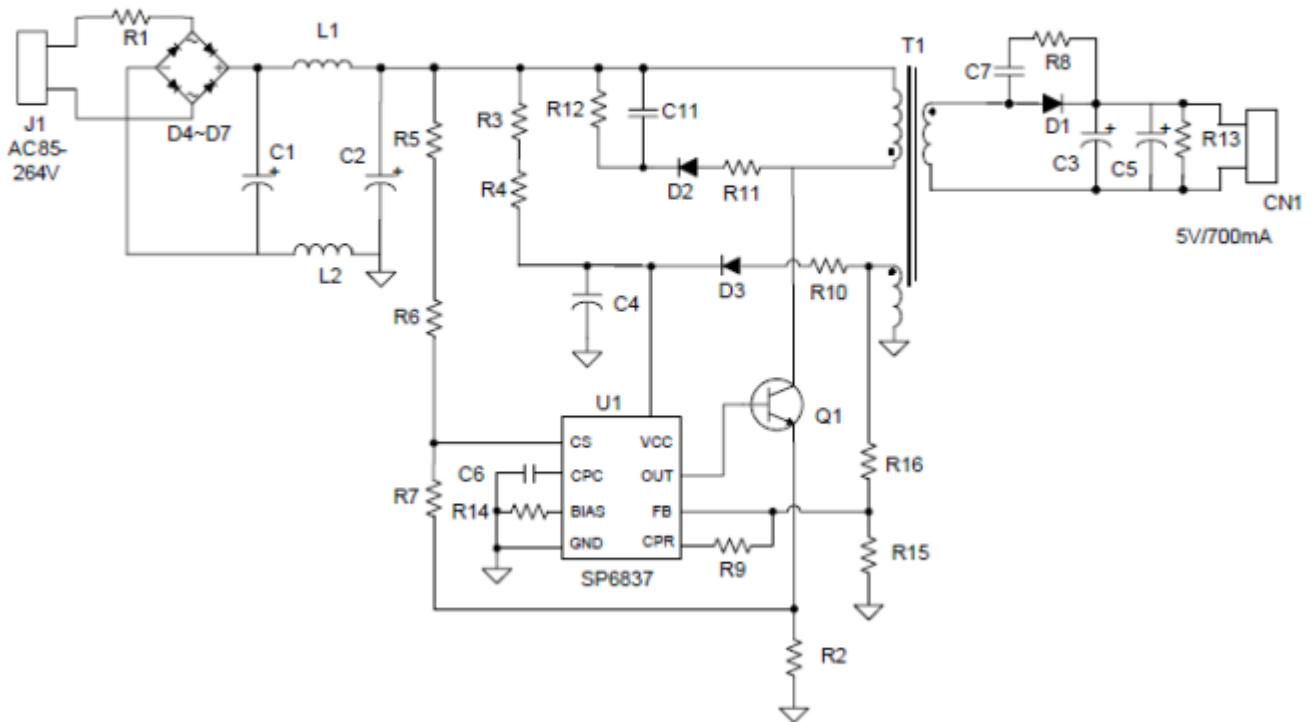 R1
L1
T1
C7
R8
J1
AC85-
264V
D4~D7
C1
C2
R5
R3
R12
C11
R4
D2
R11
D1
C3
C5
R13
CN1
5V/700mA
L2
R6
C4
D3
R10
U1
Q1
CS
VCC
CPC
OUT
BIAS
FB
GND
CPR
C6
R7
R14
R9
R16
R15
SP6837
R2